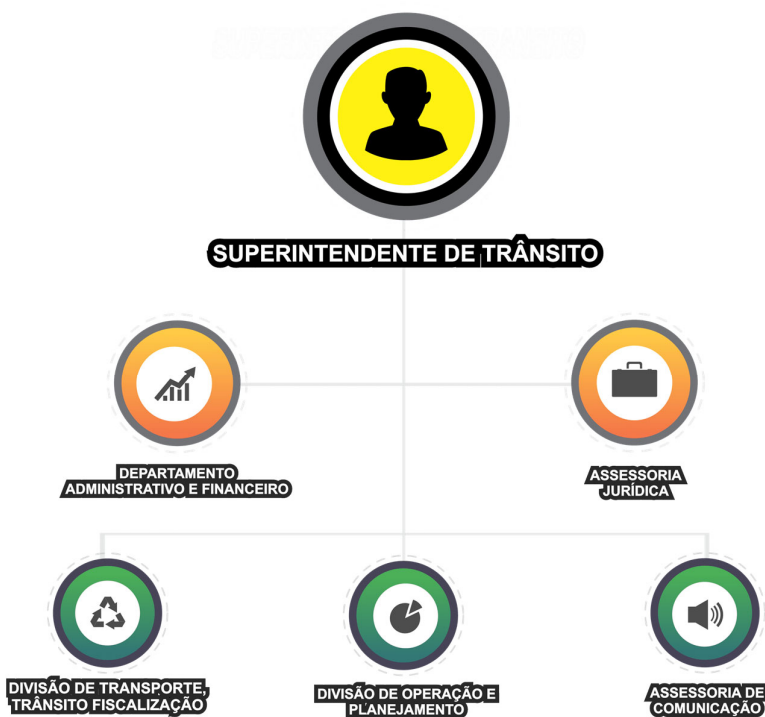 SUPERINTENDENTE DE TRÂNSITO
DEPARTAMENTO
ADMINISTRATIVO E FINANCEIRO
ASSESSORIA
JURÍDICA
DIVISÃO DE TRANSPORTE,
TRÂNSITO FISCALIZAÇÃO
DIVISÃO DE OPERAÇÃO E
PLANEJAMENTO
ASSESSORIA DE
COMUNICAÇÃO